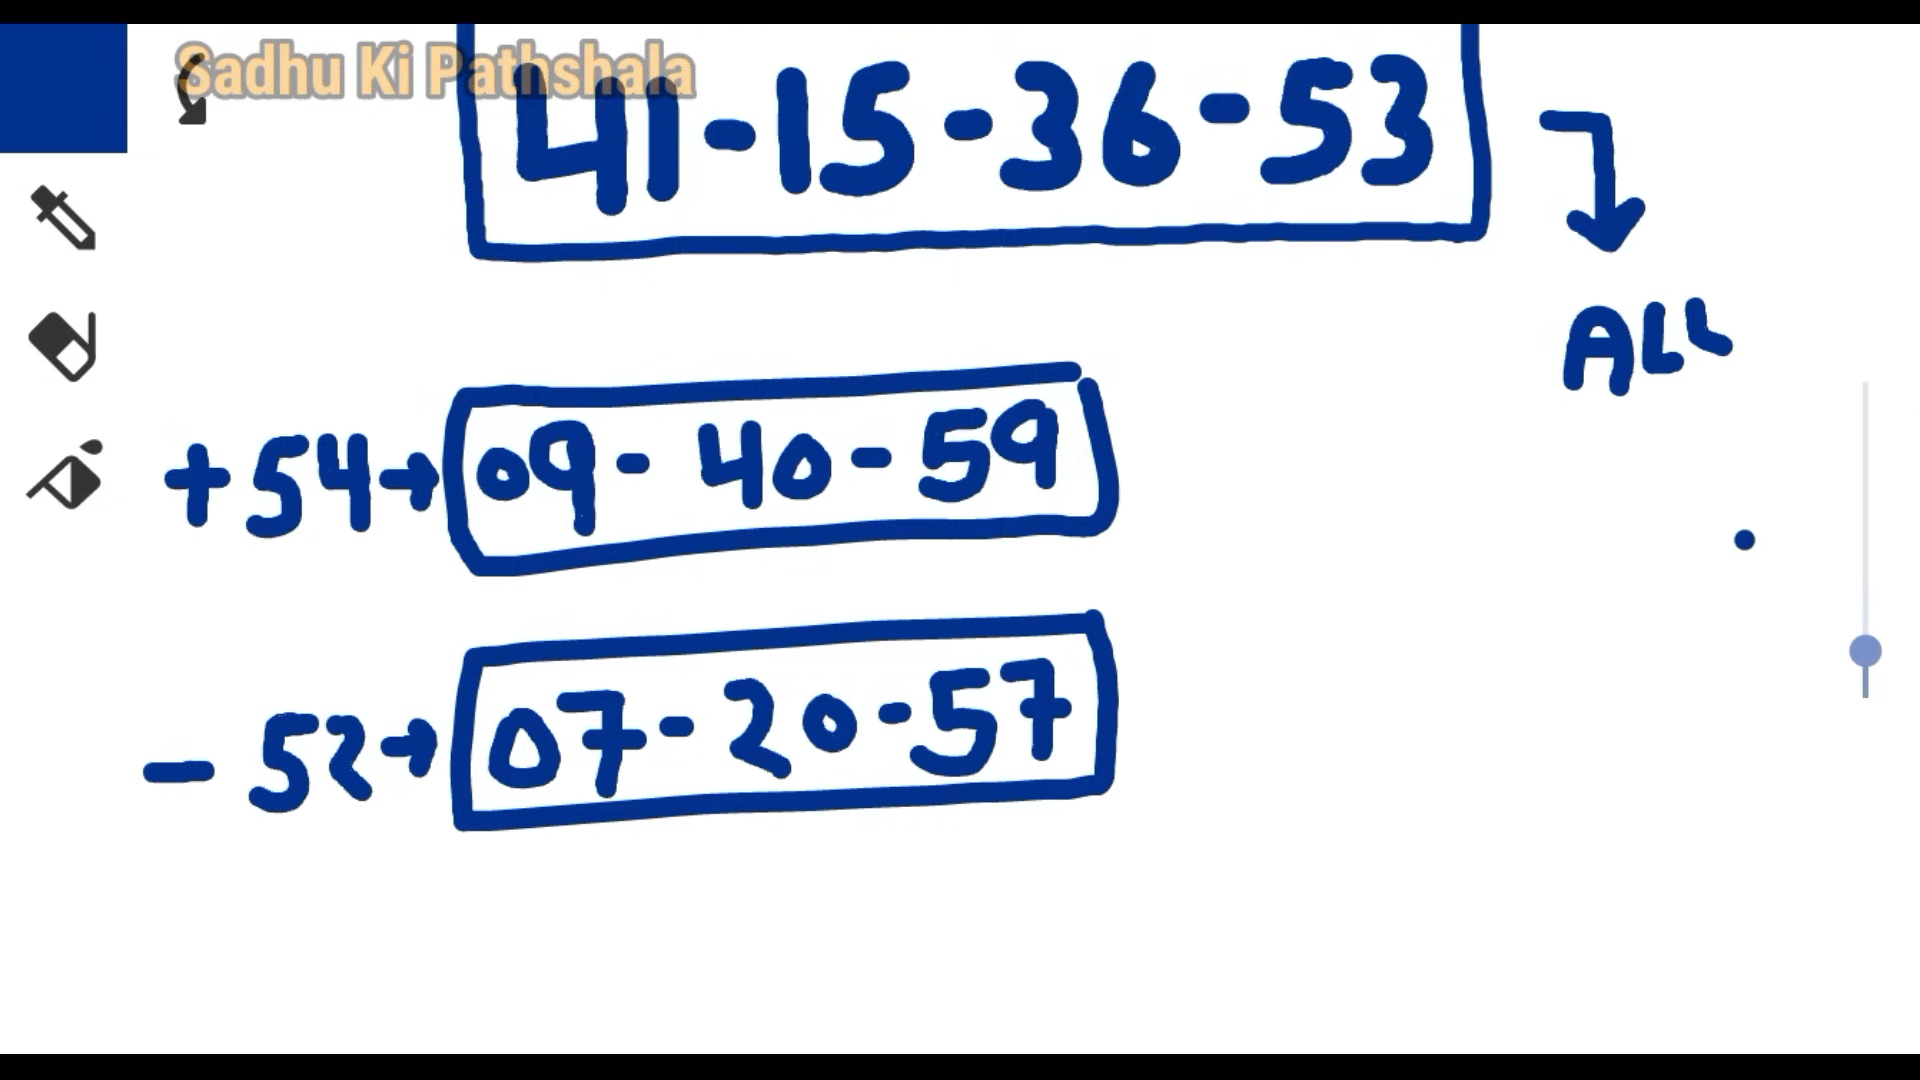 Sadhu Ki Pathshala
41-15-36-53
ALL
+54→ 09-40-59
-52→ 07-20-57